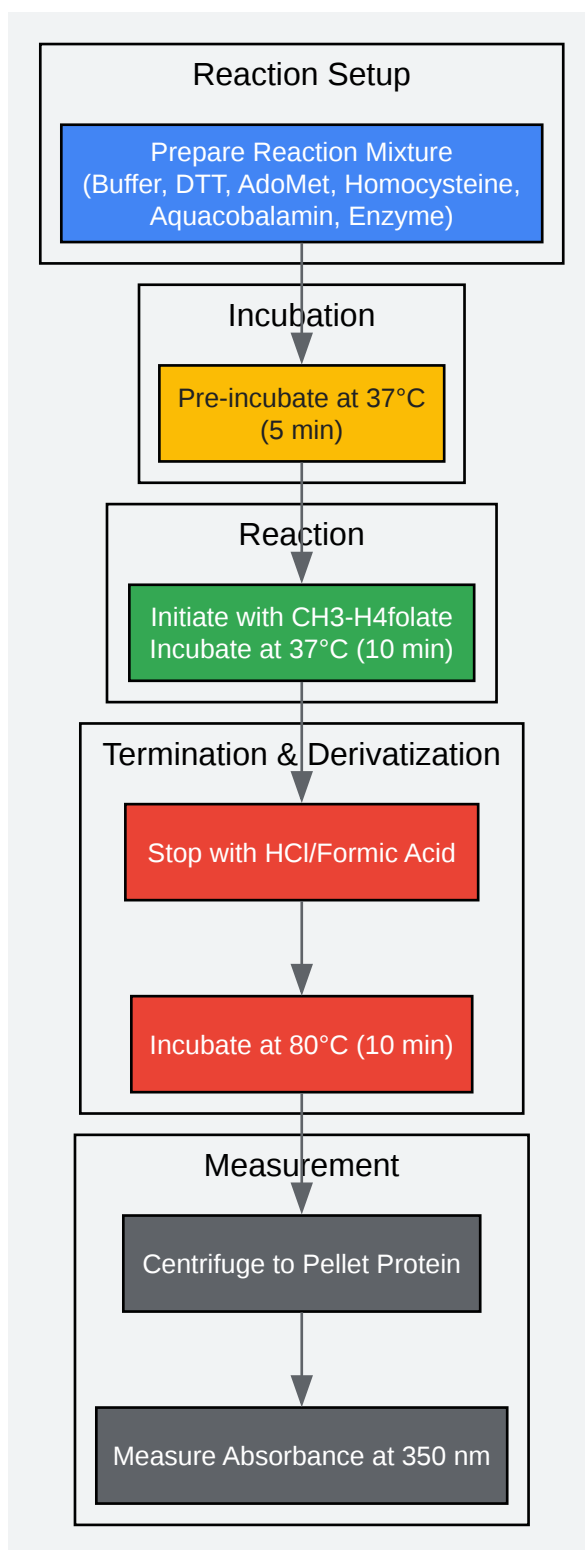 Reaction Setup
Prepare Reaction Mixture
(Buffer, DTT, AdoMet, Homocysteine,
Aquacobalamin, Enzyme)
Incubation
Pre-incubate at 37°C
(5 min)
Reaction
Initiate with CH3-H4folate
Incubate at 37°C (10 min)
Termination & Derivatization
Stop with HCl/Formic Acid
Incubate at 80°C (10 min)
Measurement
Centrifuge to Pellet Protein
Measure Absorbance at 350 nm